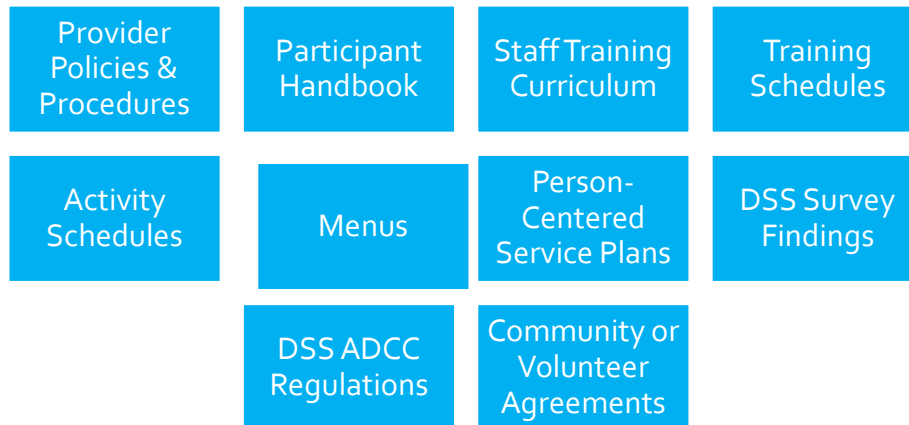 Provider
Policies &
Procedures
Participant
Handbook
Staff Training
Curriculum
Training
Schedules
Activity
Schedules
Menus
Person-
Centered
Service Plans
DSS Survey
Findings
DSS ADCC
Regulations
Community or
Volunteer
Agreements